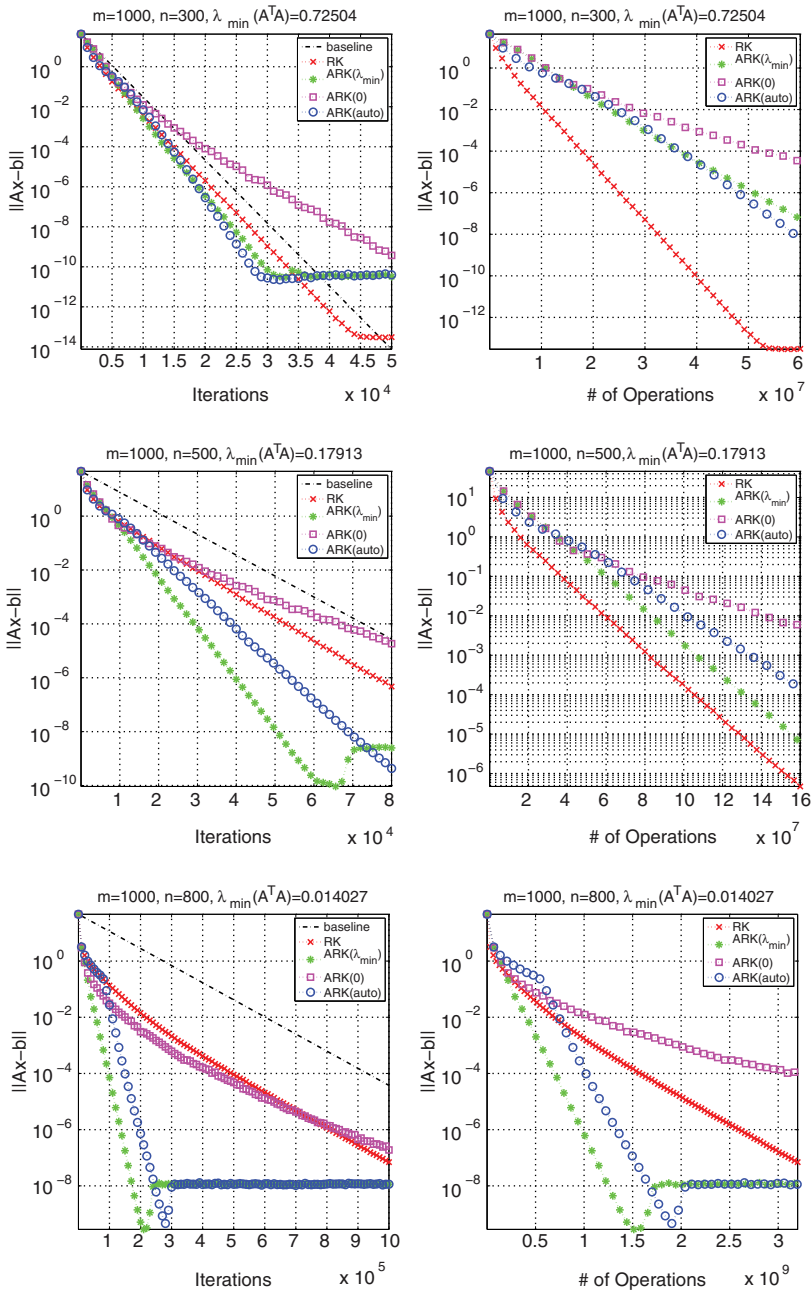 m=1000, n=300, λ min (AᵀA)=0.72504
baseline
RK
ARK(λmin)
ARK(0)
ARK(auto)
||Ax−b||
10^0
10^−2
10^−4
10^−6
10^−8
10^−10
10^−12
10^−14
0.5 1 1.5 2 2.5 3 3.5 4 4.5 5
Iterations x 10^4
m=1000, n=300, λ min (AᵀA)=0.72504
RK
ARK(λmin)
ARK(0)
ARK(auto)
||Ax−b||
10^0
10^−2
10^−4
10^−6
10^−8
10^−10
10^−12
1 2 3 4 5 6
# of Operations x 10^7
m=1000, n=500, λmin(AᵀA)=0.17913
baseline
RK
ARK(λmin)
ARK(0)
ARK(auto)
||Ax−b||
10^0
10^−2
10^−4
10^−6
10^−8
10^−10
1 2 3 4 5 6 7 8
Iterations x 10^4
m=1000, n=500,λmin(AᵀA)=0.17913
RK
ARK(λmin)
ARK(0)
ARK(auto)
||Ax−b||
10^1
10^0
10^−1
10^−2
10^−3
10^−4
10^−5
10^−6
2 4 6 8 10 12 14 16
# of Operations x 10^7
m=1000, n=800, λ min (AᵀA)=0.014027
baseline
RK
ARK(λmin)
ARK(0)
ARK(auto)
||Ax−b||
10^0
10^−2
10^−4
10^−6
10^−8
1 2 3 4 5 6 7 8 9 10
Iterations x 10^5
m=1000, n=800, λ min (AᵀA)=0.014027
RK
ARK(λmin)
ARK(0)
ARK(auto)
||Ax−b||
10^0
10^−2
10^−4
10^−6
10^−8
0.5 1 1.5 2 2.5 3
# of Operations x 10^9